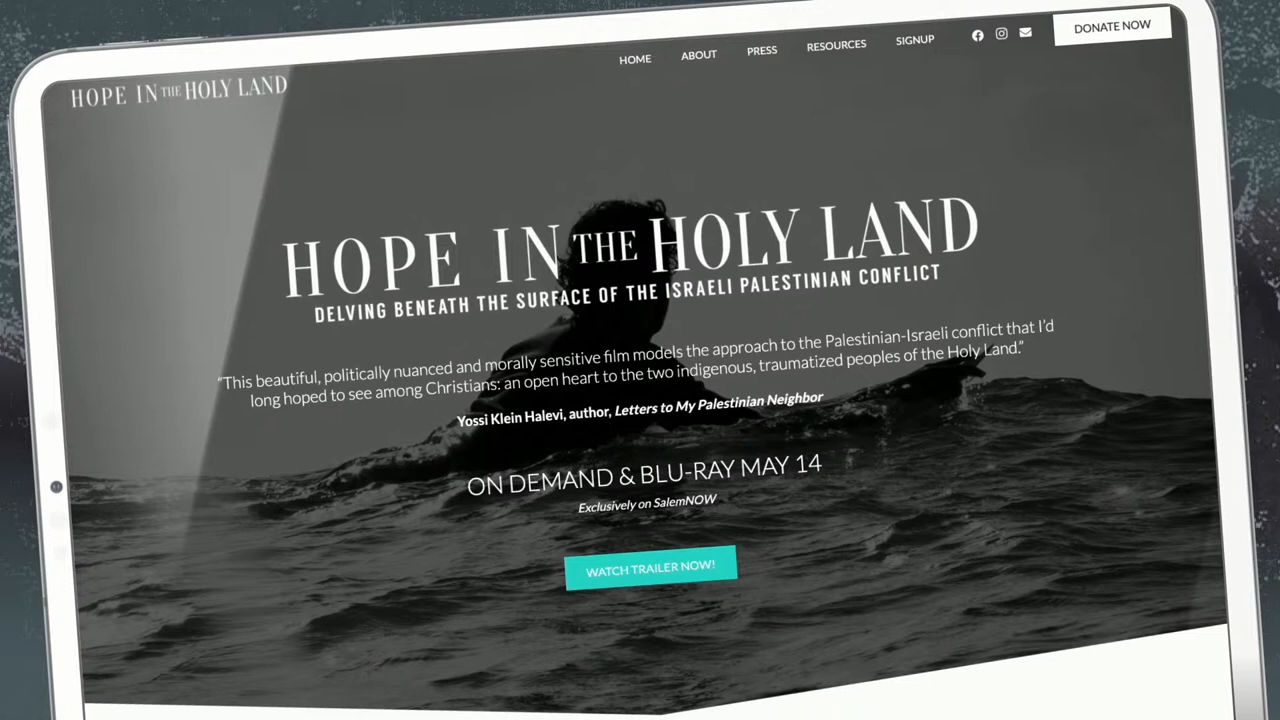 HOPE IN THE HOLY LAND
HOME
ABOUT
PRESS
RESOURCES
SIGNUP
DONATE NOW
HOPE IN THE HOLY LAND
DELVING BENEATH THE SURFACE OF THE ISRAELI PALESTINIAN CONFLICT
“This beautiful, politically nuanced and morally sensitive film models the approach to the Palestinian-Israeli conflict that I’d
long hoped to see among Christians: an open heart to the two indigenous, traumatized peoples of the Holy Land.”
Yossi Klein Halevi, author, Letters to My Palestinian Neighbor
ON DEMAND & BLU-RAY MAY 14
Exclusively on SalemNOW
WATCH TRAILER NOW!